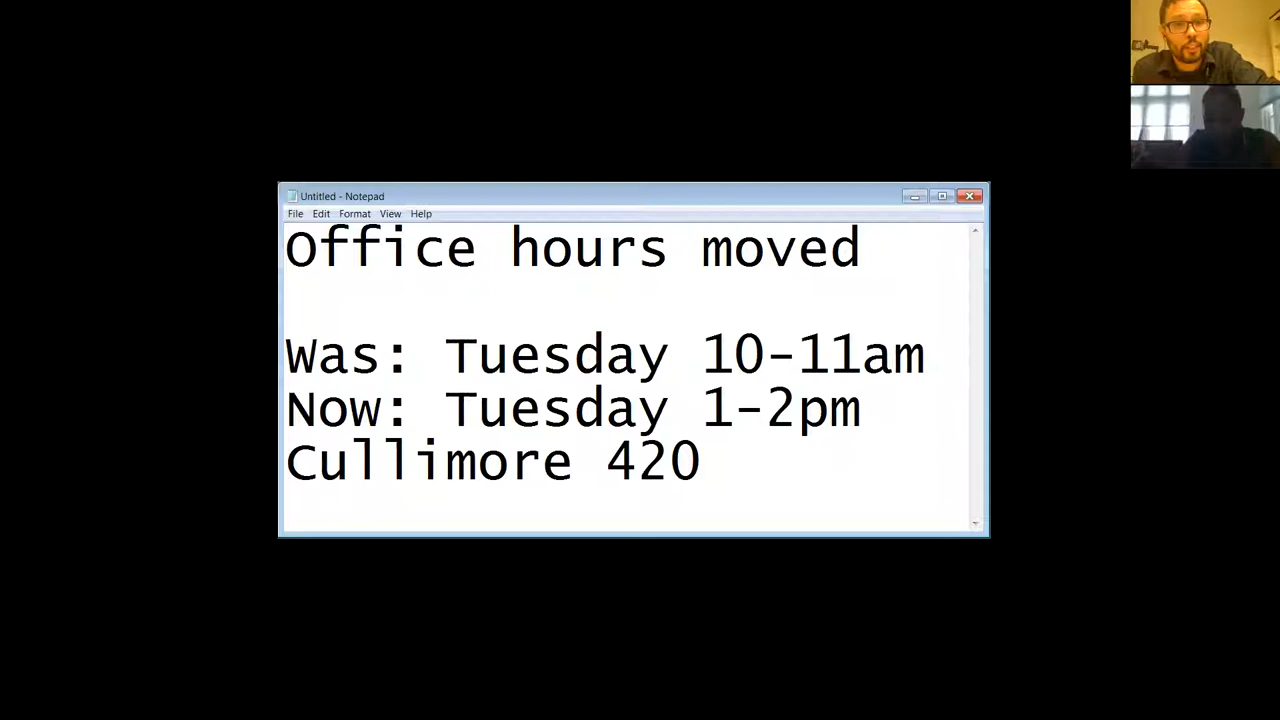 Untitled - Notepad
File Edit Format View Help
Office hours moved
Was: Tuesday 10-11am
Now: Tuesday 1-2pm
Cullimore 420